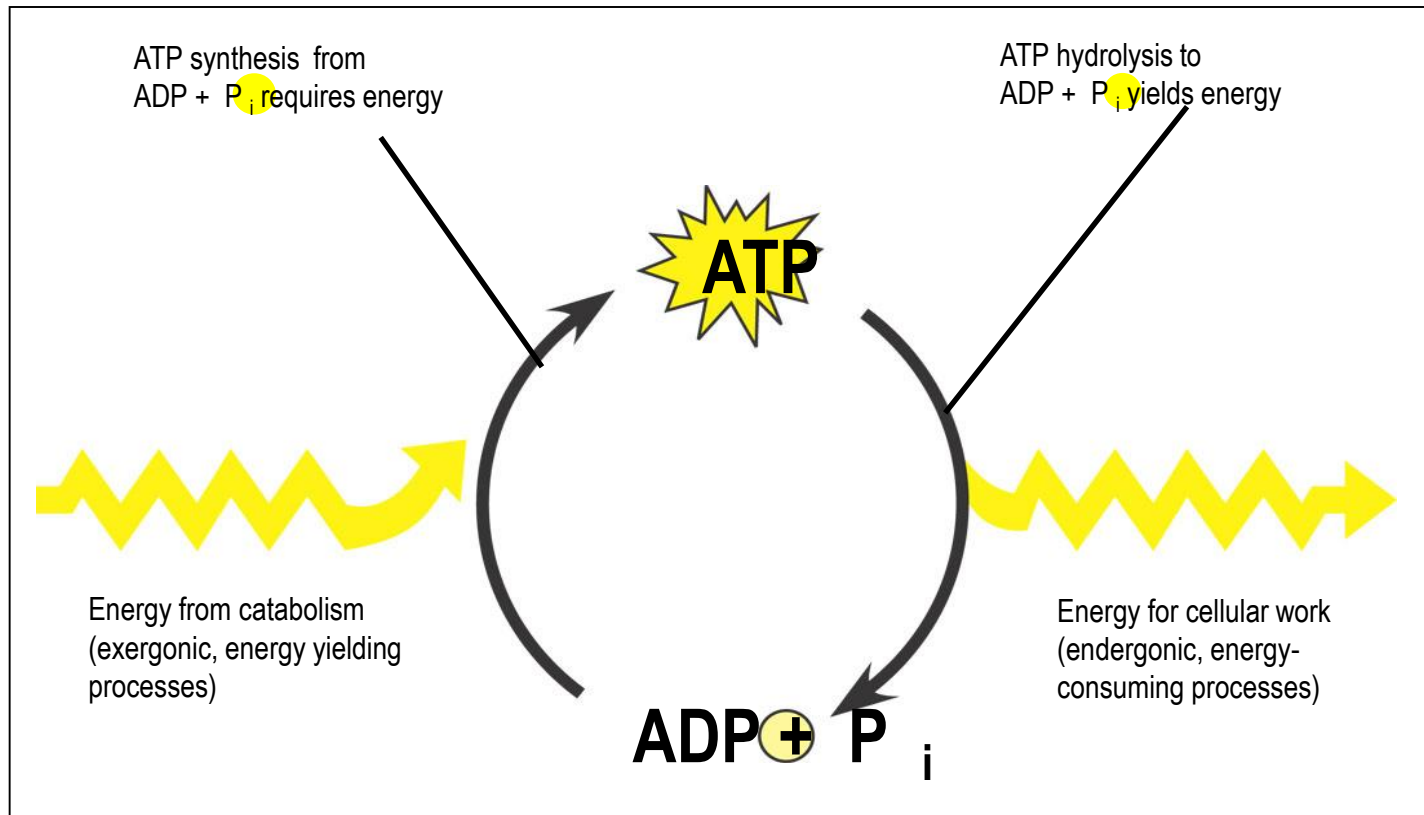 ATP synthesis from
ADP + P i requires energy
ATP hydrolysis to
ADP + P i yields energy
ATP
Energy from catabolism
(exergonic, energy yielding
processes)
Energy for cellular work
(endergonic, energy-
consuming processes)
ADP + P i